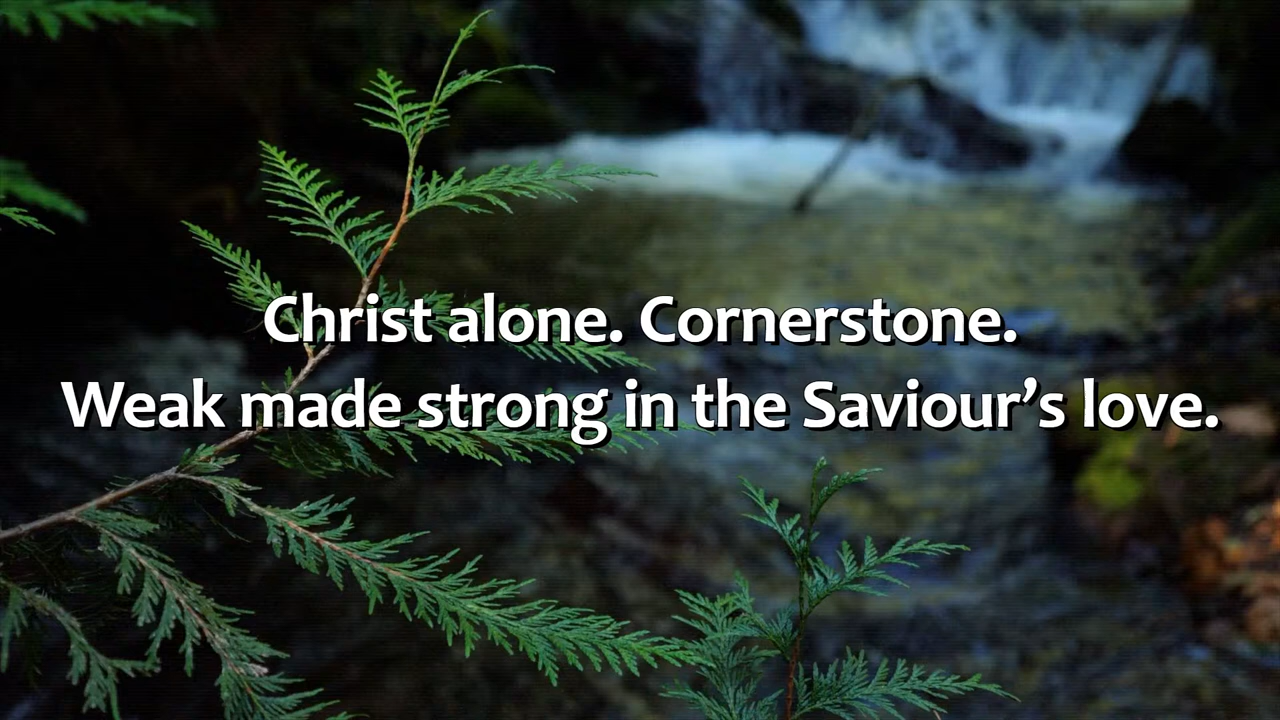 Christ alone. Cornerstone.
Weak made strong in the Saviour’s love.